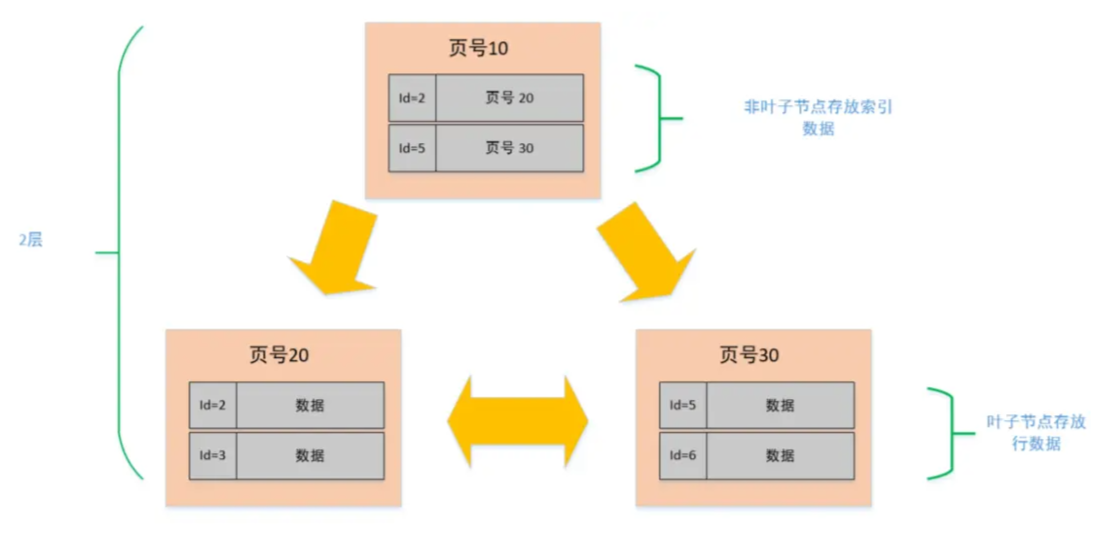 页号10
Id=2 页号 20
Id=5 页号 30
非叶子节点存放索引
数据
2层
页号20
Id=2 数据
Id=3 数据
页号30
Id=5 数据
Id=6 数据
叶子节点存放
行数据